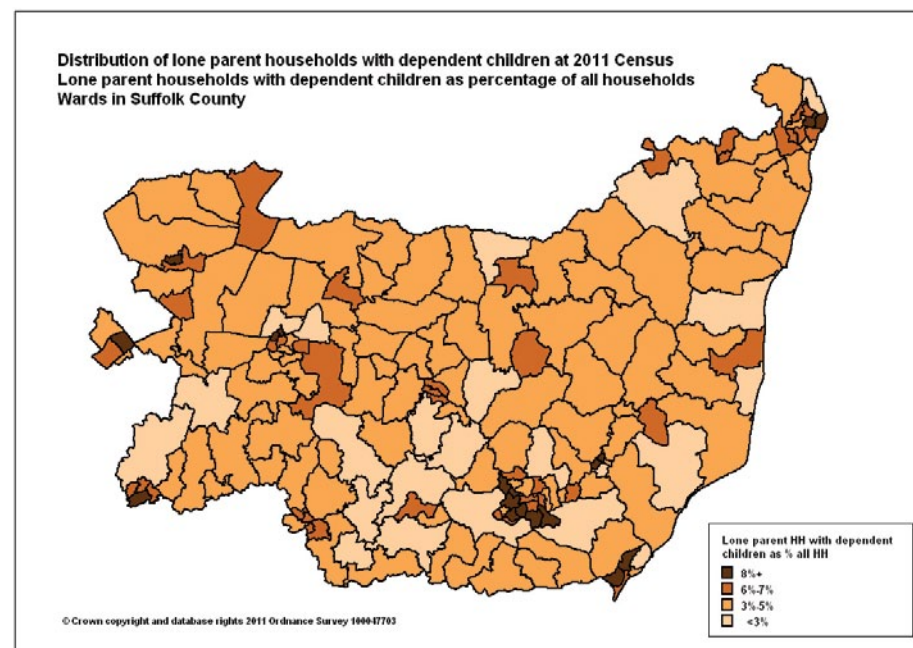 Distribution of lone parent households with dependent children at 2011 Census
Lone parent households with dependent children as percentage of all households
Wards in Suffolk County
Lone parent HH with dependent
children as % all HH
8%+
6%-7%
3%-5%
<3%
© Crown copyright and database rights 2011 Ordnance Survey 100047703